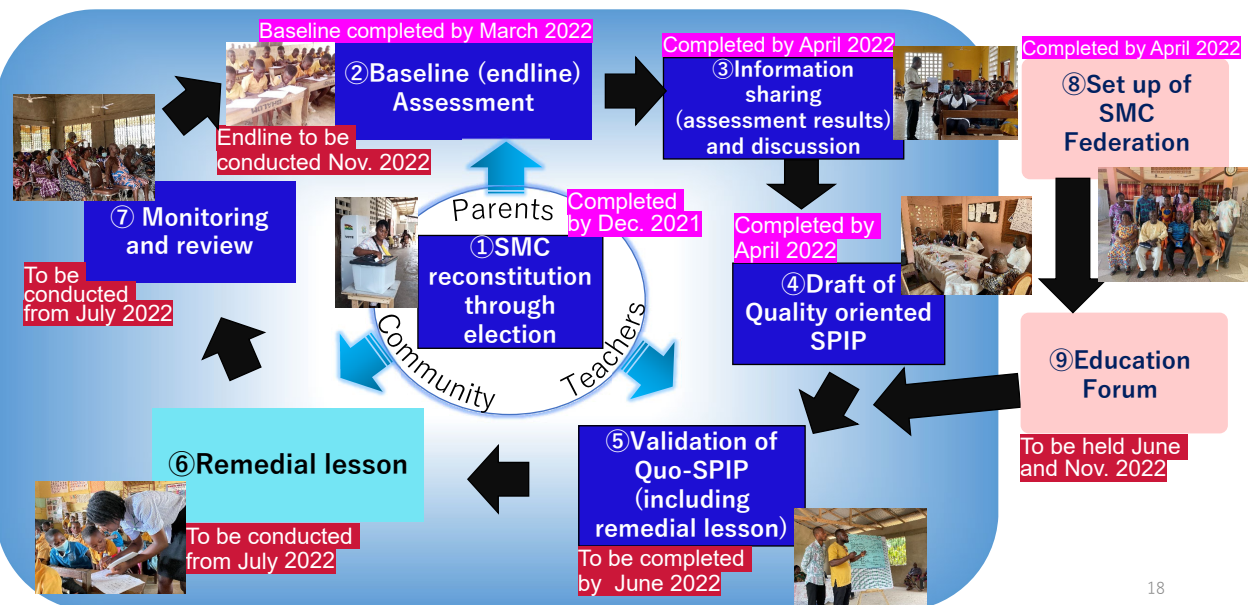 Baseline completed by March 2022
②Baseline (endline)
Assessment
Endline to be
conducted Nov. 2022
Completed by April 2022
③Information
sharing
(assessment results)
and discussion
Completed by April 2022
⑧Set up of
SMC
Federation
Parents
Completed
by Dec. 2021
①SMC
reconstitution
through
election
Community
Teachers
Completed by
April 2022
④Draft of
Quality oriented
SPIP
⑦ Monitoring
and review
To be
conducted
from July 2022
⑨Education
Forum
To be held June
and Nov. 2022
⑤Validation of
Quo-SPIP
(including
remedial lesson)
To be completed
by June 2022
⑥Remedial lesson
To be conducted
from July 2022
18